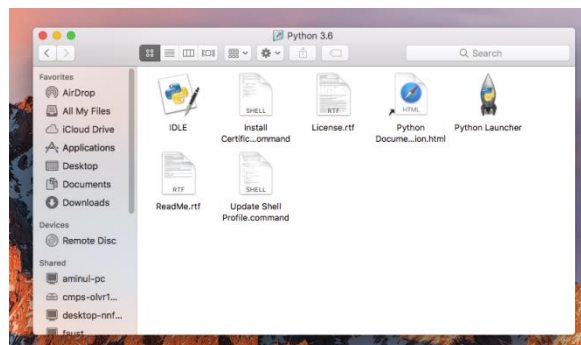 Python 3.6
Search
Favorites
AirDrop
All My Files
iCloud Drive
Applications
Desktop
Documents
Downloads
Devices
Remote Disc
Shared
aminul-pc
cmps-olvr1...
desktop-nnf...
faust
IDLE
SHELL
Install
Certific...ommand
RTF
License.rtf
HTML
Python
Docume...ion.html
Python Launcher
RTF
ReadMe.rtf
SHELL
Update Shell
Profile.command